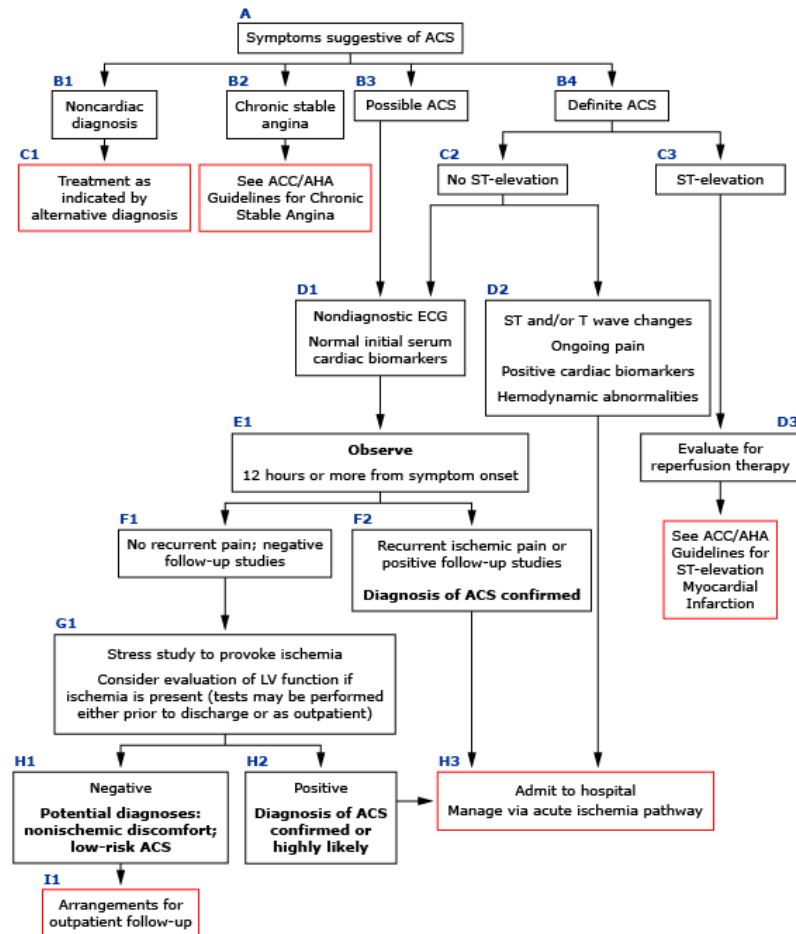 A
Symptoms suggestive of ACS
B1
Noncardiac
diagnosis
B2
Chronic stable
angina
B3
Possible ACS
B4
Definite ACS
C1
Treatment as
indicated by
alternative diagnosis
See ACC/AHA
Guidelines for Chronic
Stable Angina
C2
No ST-elevation
C3
ST-elevation
D1
Nondiagnostic ECG
Normal initial serum
cardiac biomarkers
D2
ST and/or T wave changes
Ongoing pain
Positive cardiac biomarkers
Hemodynamic abnormalities
D3
Evaluate for
reperfusion therapy
See ACC/AHA
Guidelines for
ST-elevation
Myocardial
Infarction
E1
Observe
12 hours or more from symptom onset
F1
No recurrent pain; negative
follow-up studies
F2
Recurrent ischemic pain or
positive follow-up studies
Diagnosis of ACS confirmed
G1
Stress study to provoke ischemia
Consider evaluation of LV function if
ischemia is present (tests may be performed
either prior to discharge or as outpatient)
H1
Negative
Potential diagnoses:
nonischemic discomfort;
low-risk ACS
H2
Positive
Diagnosis of ACS
confirmed or
highly likely
H3
Admit to hospital
Manage via acute ischemia pathway
I1
Arrangements for
outpatient follow-up